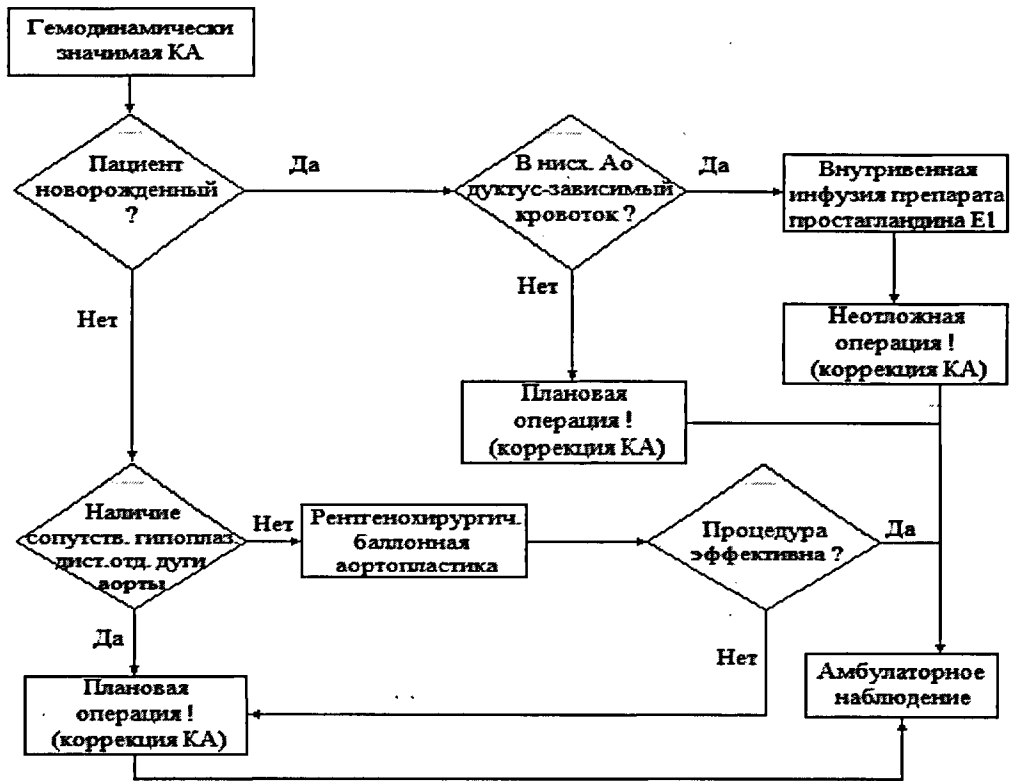 Гемодинамически
значимая КА
Пациент
новорожденный
?
Да
В нисх. Ао
дуктус-зависимый
кровоток ?
Да
Внутривенная
инфузия препарата
простагландина Е1
Нет
Нет
Неотложная
операция !
(коррекция КА)
Плановая
операция !
(коррекция КА)
Наличие
сопутств. гипоплаз.
дист.отд. дуги
аорты
Нет
Рентгенохирургич.
баллонная
аортопластика
Процедура
эффективна ?
Да
Да
Нет
Плановая
операция !
(коррекция КА)
Амбулаторное
наблюдение